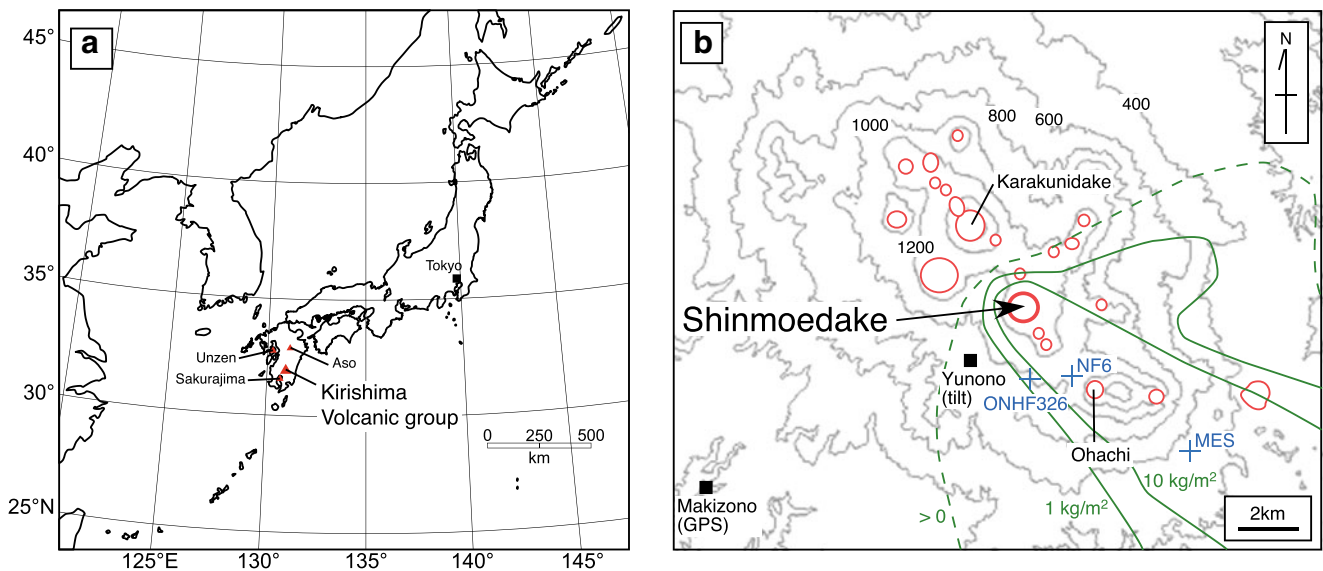 a
45°
40°
35°
30°
25°N
125°E
130°
135°
140°
145°
Tokyo
Unzen
Aso
Sakurajima
Kirishima
Volcanic group
0 250 500
km
b
N
400
800
600
1000
Karakunidake
1200
Shinmoedake
Yunono
(tilt)
NF6
ONHF326
MES
Ohachi
10 kg/m²
1 kg/m²
> 0
Makizono
(GPS)
2km